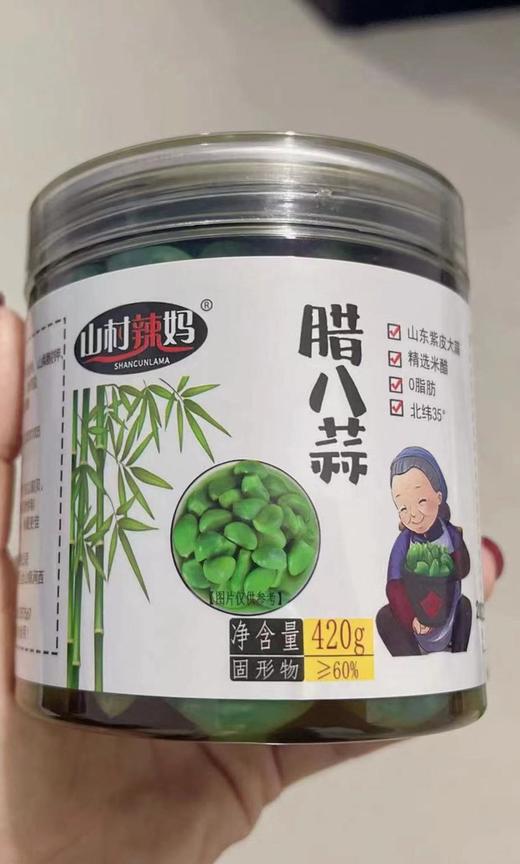 山村辣妈®
SHANCUNLAMA
腊八蒜
山东紫皮大蒜
精选米醋
0脂肪
北纬35°
【图片仅供参考】
净含量 420g
固形物 ≥60%